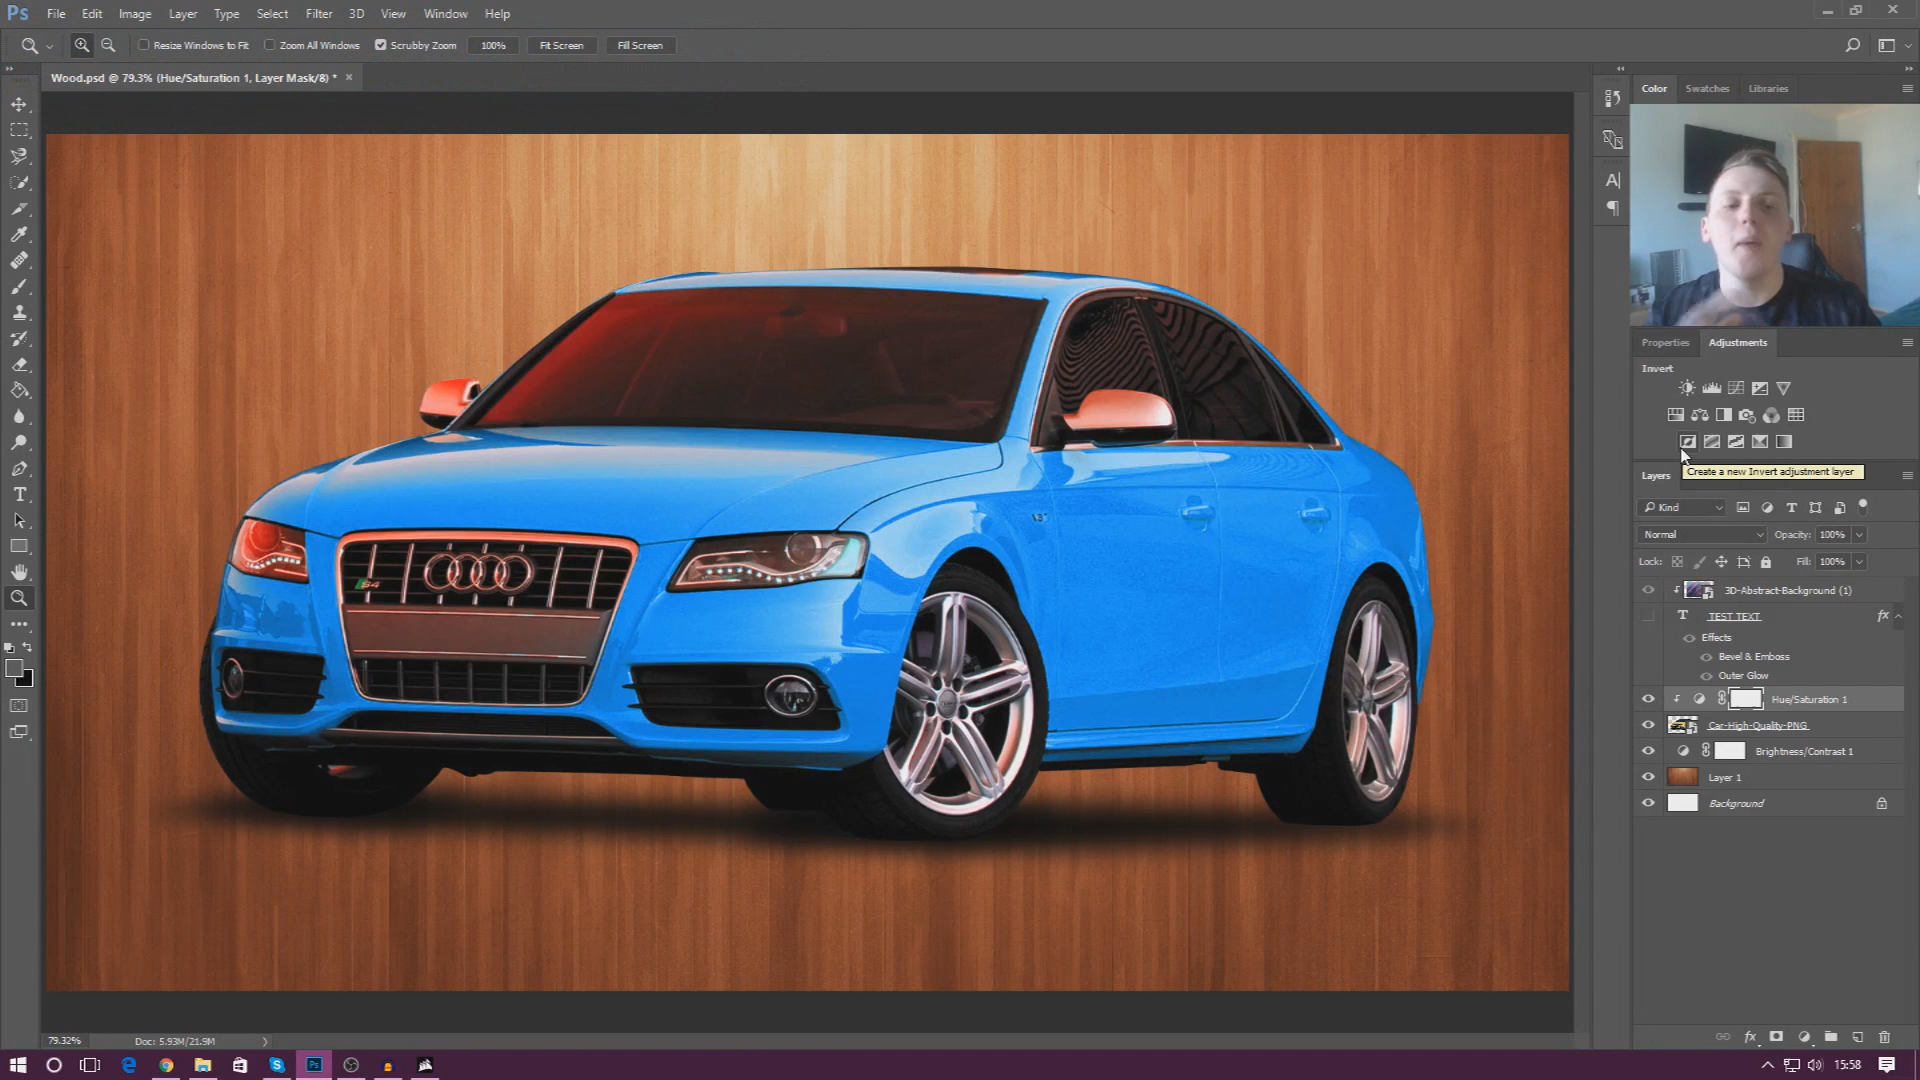 Ps File Edit Image Layer Type Select Filter 3D View Window Help
Resize Windows to Fit Zoom All Windows Scrubby Zoom 100% Fit Screen Fill Screen
Wood.psd @ 79.3% (Hue/Saturation 1, Layer Mask/8) * ×
Color Swatches Libraries
Properties Adjustments
Invert
Create a new Invert adjustment layer
Layers
Kind
Normal Opacity: 100%
Lock: Fill: 100%
3D-Abstract-Background (1)
T TEST TEXT fx
Effects
Bevel & Emboss
Outer Glow
Hue/Saturation 1
Car-High-Quality-PNG
Brightness/Contrast 1
Layer 1
Background
S4
79.32% Doc: 5.93M/21.9M
fx
Ps 15:58